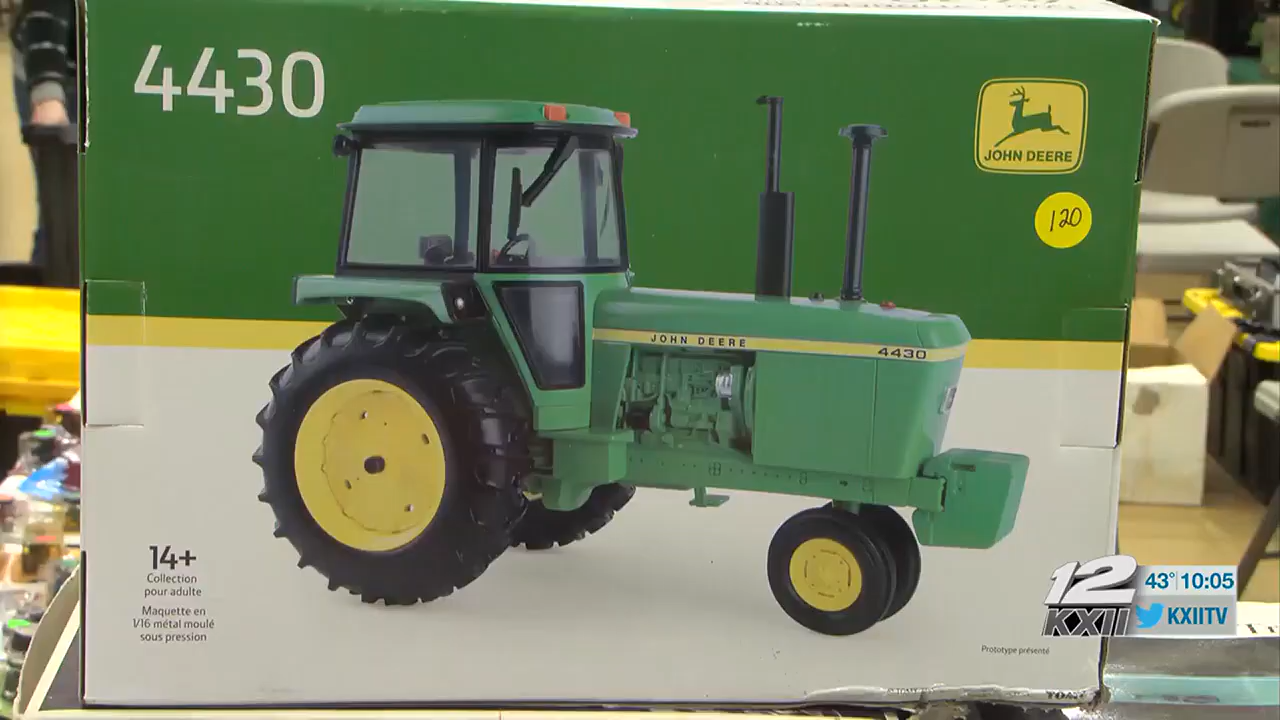 4430
JOHN DEERE
120
JOHN DEERE
4430
14+
Collection
pour adulte
Maquette en
1/16 métal moulé
sous pression
Prototype présenté
12
KXII
43° 10:05
KXIITV